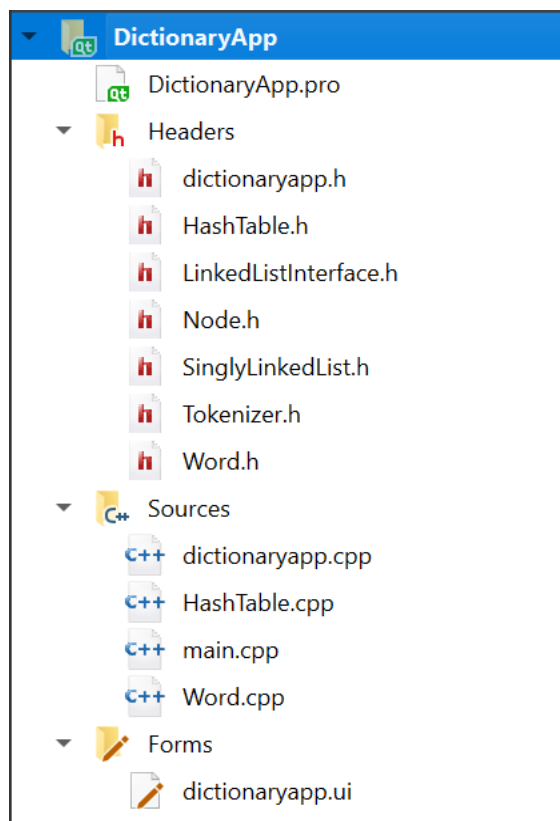 DictionaryApp
DictionaryApp.pro
Headers
dictionaryapp.h
HashTable.h
LinkedListInterface.h
Node.h
SinglyLinkedList.h
Tokenizer.h
Word.h
Sources
dictionaryapp.cpp
HashTable.cpp
main.cpp
Word.cpp
Forms
dictionaryapp.ui